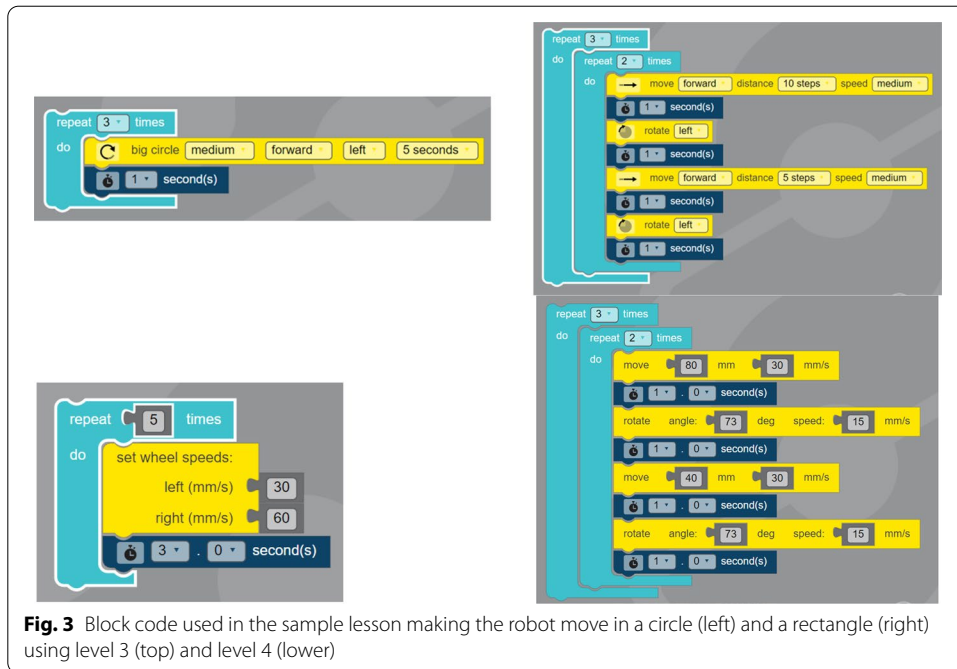 repeat 3 times
do big circle medium forward left 5 seconds
1 second(s)
repeat 3 times
do repeat 2 times
do move forward distance 10 steps speed medium
1 second(s)
rotate left
1 second(s)
move forward distance 5 steps speed medium
1 second(s)
rotate left
1 second(s)
repeat 5 times
do set wheel speeds:
left (mm/s) 30
right (mm/s) 60
3 . 0 second(s)
repeat 3 times
do repeat 2 times
do move 80 mm 30 mm/s
1 . 0 second(s)
rotate angle: 73 deg speed: 15 mm/s
1 . 0 second(s)
move 40 mm 30 mm/s
1 . 0 second(s)
rotate angle: 73 deg speed: 15 mm/s
1 . 0 second(s)
Fig. 3 Block code used in the sample lesson making the robot move in a circle (left) and a rectangle (right)
using level 3 (top) and level 4 (lower)